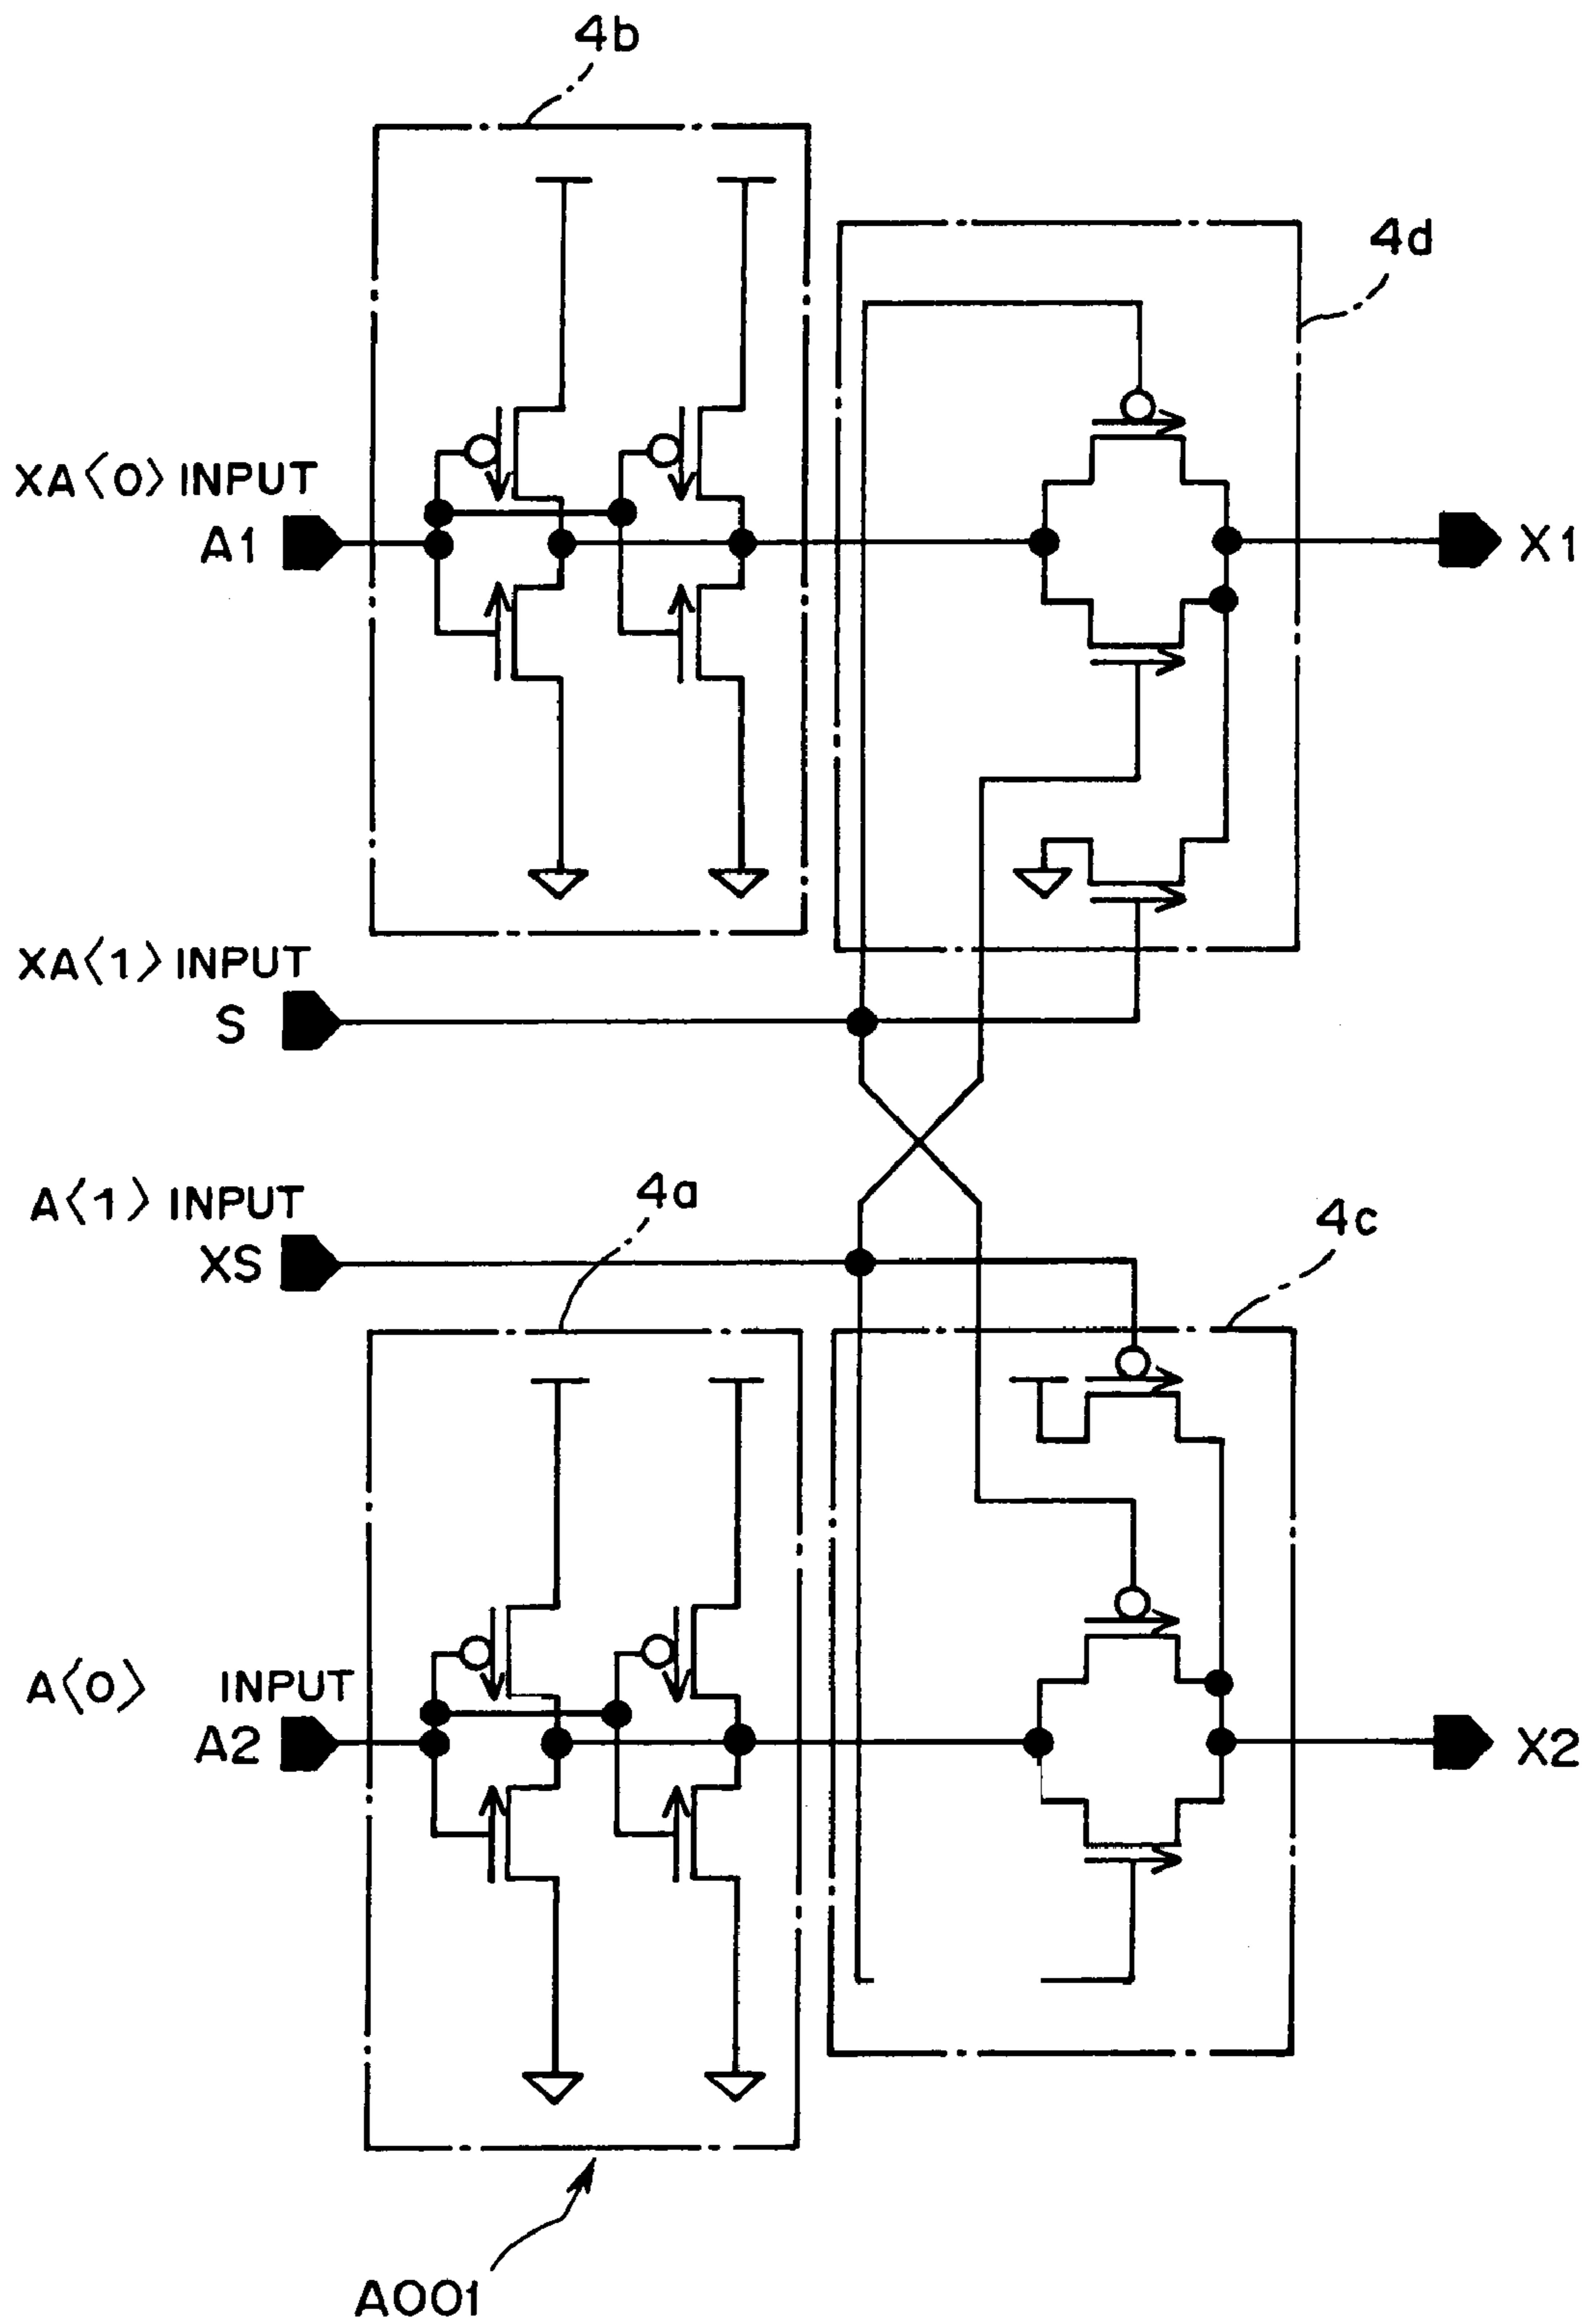 4b
4d
XA〈0〉INPUT
A1
X1
XA〈1〉INPUT
S
A〈1〉INPUT
XS
4a
4c
A〈0〉 INPUT
A2
X2
A001